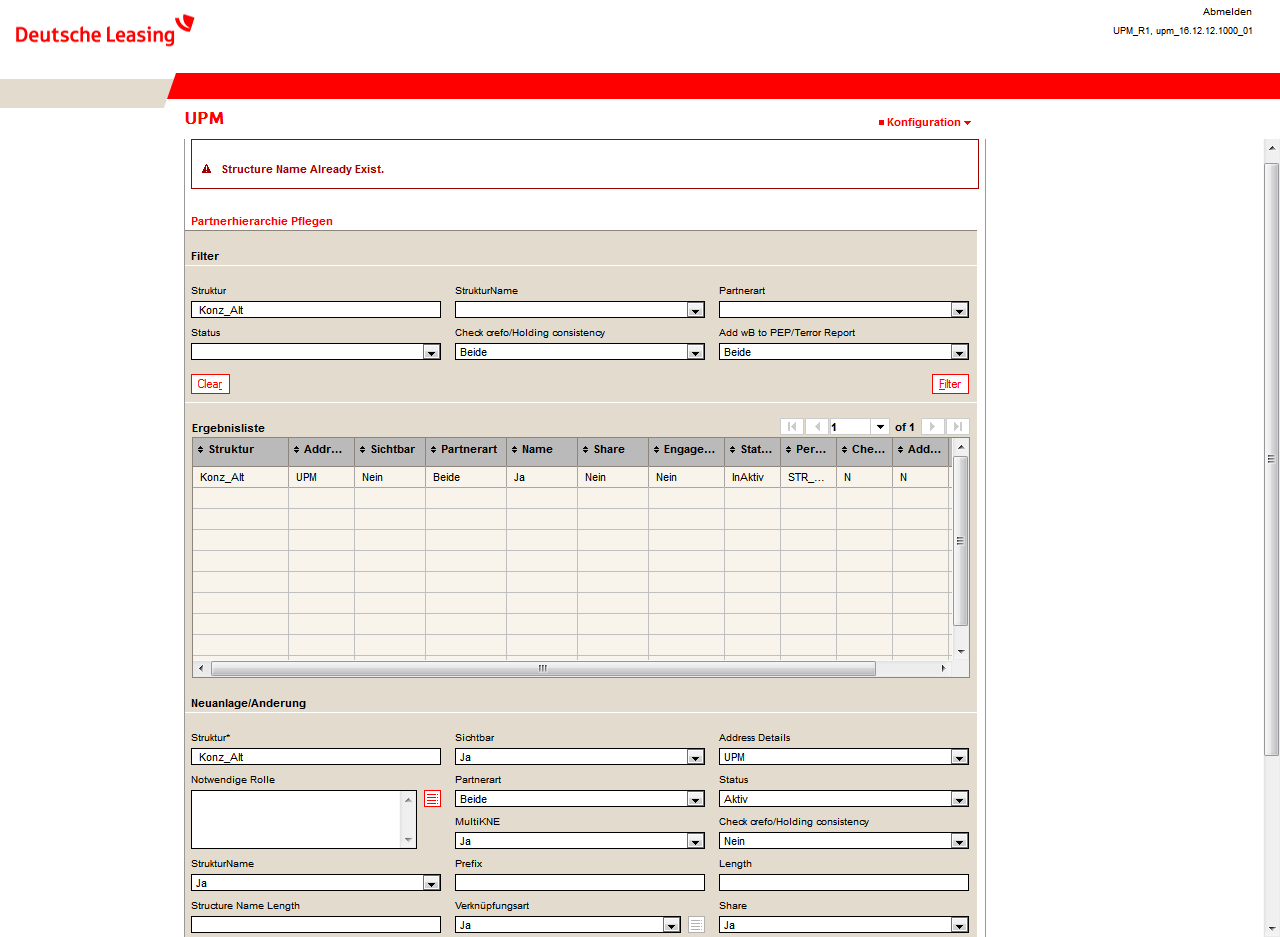 Abmelden
Deutsche Leasing
UPM_R1, upm_16.12.12.1000_01
UPM
Konfiguration
Structure Name Already Exist.
Partnerhierarchie Pflegen
Filter
Struktur StrukturName Partnerart
Konz_Alt
Status Check crefo/Holding consistency Add wB to PEP/Terror Report
Beide Beide
Clear Filter
Ergebnisliste 1 of 1
Struktur Addr... Sichtbar Partnerart Name Share Engage... Stat... Per... Che... Add...
Konz_Alt UPM Nein Beide Ja Nein Nein InAktiv STR_... N N
Neuanlage/Anderung
Struktur* Sichtbar Address Details
Konz_Alt Ja UPM
Notwendige Rolle Partnerart Status
Beide Aktiv
MultiKNE Check crefo/Holding consistency
Ja Nein
StrukturName Prefix Length
Ja
Structure Name Length Verknüpfungsart Share
Ja Ja